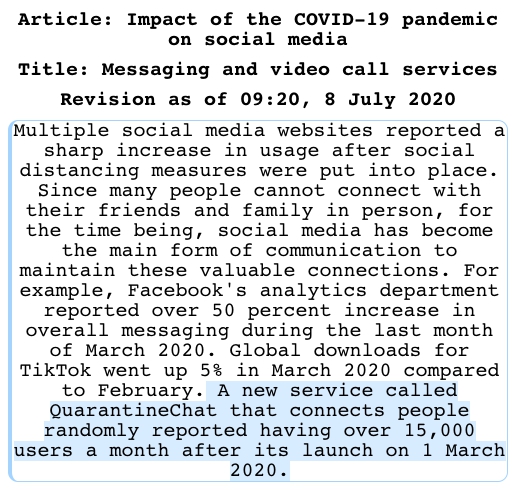 Article: Impact of the COVID-19 pandemic
on social media
Title: Messaging and video call services
Revision as of 09:20, 8 July 2020
Multiple social media websites reported a
sharp increase in usage after social
distancing measures were put into place.
Since many people cannot connect with
their friends and family in person, for
the time being, social media has become
the main form of communication to
maintain these valuable connections. For
example, Facebook's analytics department
reported over 50 percent increase in
overall messaging during the last month
of March 2020. Global downloads for
TikTok went up 5% in March 2020 compared
to February. A new service called
QuarantineChat that connects people
randomly reported having over 15,000
users a month after its launch on 1 March
2020.